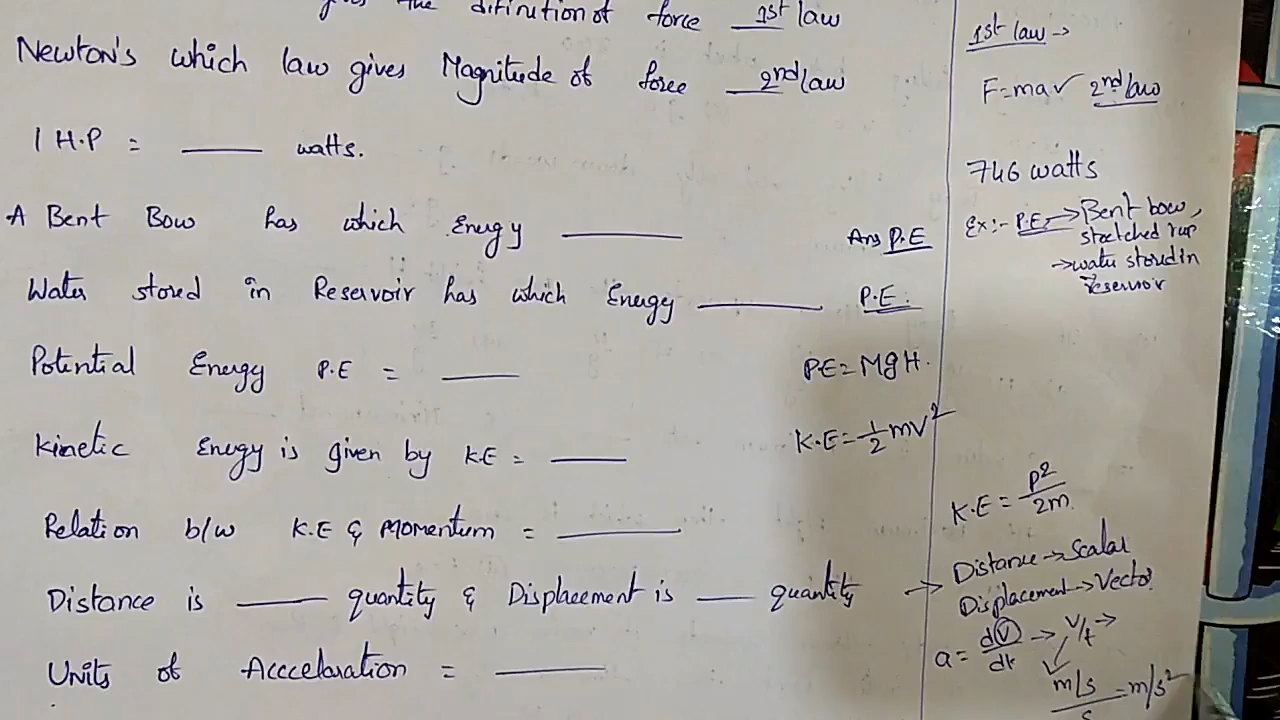 the difinition of force 1st law
Newton's which law gives Magnitude of force 2nd law
1 H.P = ____ watts.
A Bent Bow has which Energy ____ Ans P.E
Water stored in Reservoir has which Energy ____ P.E.
Potential Energy P.E = ____ PE = MgH.
Kinetic Energy is given by K.E = ____ K.E = 1/2 mv²
Relation b/w K.E & Momentum = ____
Distance is ____ quantity & Displacement is ____ quantity
Units of Acccelaration = ____
1st law →
F=ma ✓ 2nd law
746 watts
Ex:- P.E → Bent bow,
stretched
→ water stored in
reservoir
K.E = P²/2m.
→ Distance → Scalar
Displacement → Vector
a = dv/dt → v/t →
m/s/s = m/s²